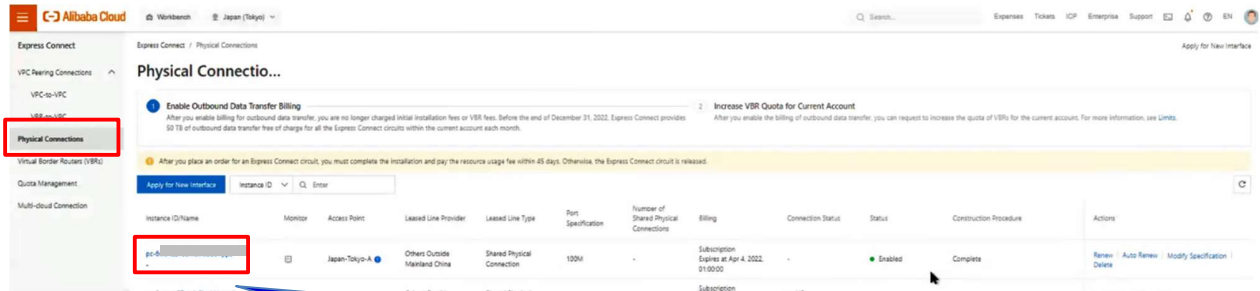 Alibaba Cloud
Workbench
Japan (Tokyo)
Search...
Expenses Tickets ICP Enterprise Support EN
Express Connect
Express Connect / Physical Connections
Apply for New Interface
VPC Peering Connections
Physical Connectio...
VPC-to-VPC
VBR-to-VPC
Physical Connections
Virtual Border Routers (VBRs)
Quota Management
Multi-cloud Connection
1 Enable Outbound Data Transfer Billing
After you enable billing for outbound data transfer, you are no longer charged initial installation fees or VBR fees. Before the end of December 31, 2022, Express Connect provides
50 TB of outbound data transfer free of charge for all the Express Connect circuits within the current account each month.
2 Increase VBR Quota for Current Account
After you enable the billing of outbound data transfer, you can request to increase the quota of VBRs for the current account. For more information, see Limits.
After you place an order for an Express Connect circuit, you must complete the installation and pay the resource usage fee within 45 days. Otherwise, the Express Connect circuit is released.
Apply for New Interface
Instance ID
Enter
Instance ID/Name
Monitor
Access Point
Leased Line Provider
Leased Line Type
Port
Specification
Number of
Shared Physical
Connections
Billing
Connection Status
Status
Construction Procedure
Actions
-
Japan-Tokyo-A
Others Outside
Mainland China
Shared Physical
Connection
100M
-
Subscription
Expires at Apr 4, 2022,
01:00:00
-
Enabled
Complete
Renew | Auto Renew | Modify Specification |
Delete
Subscription